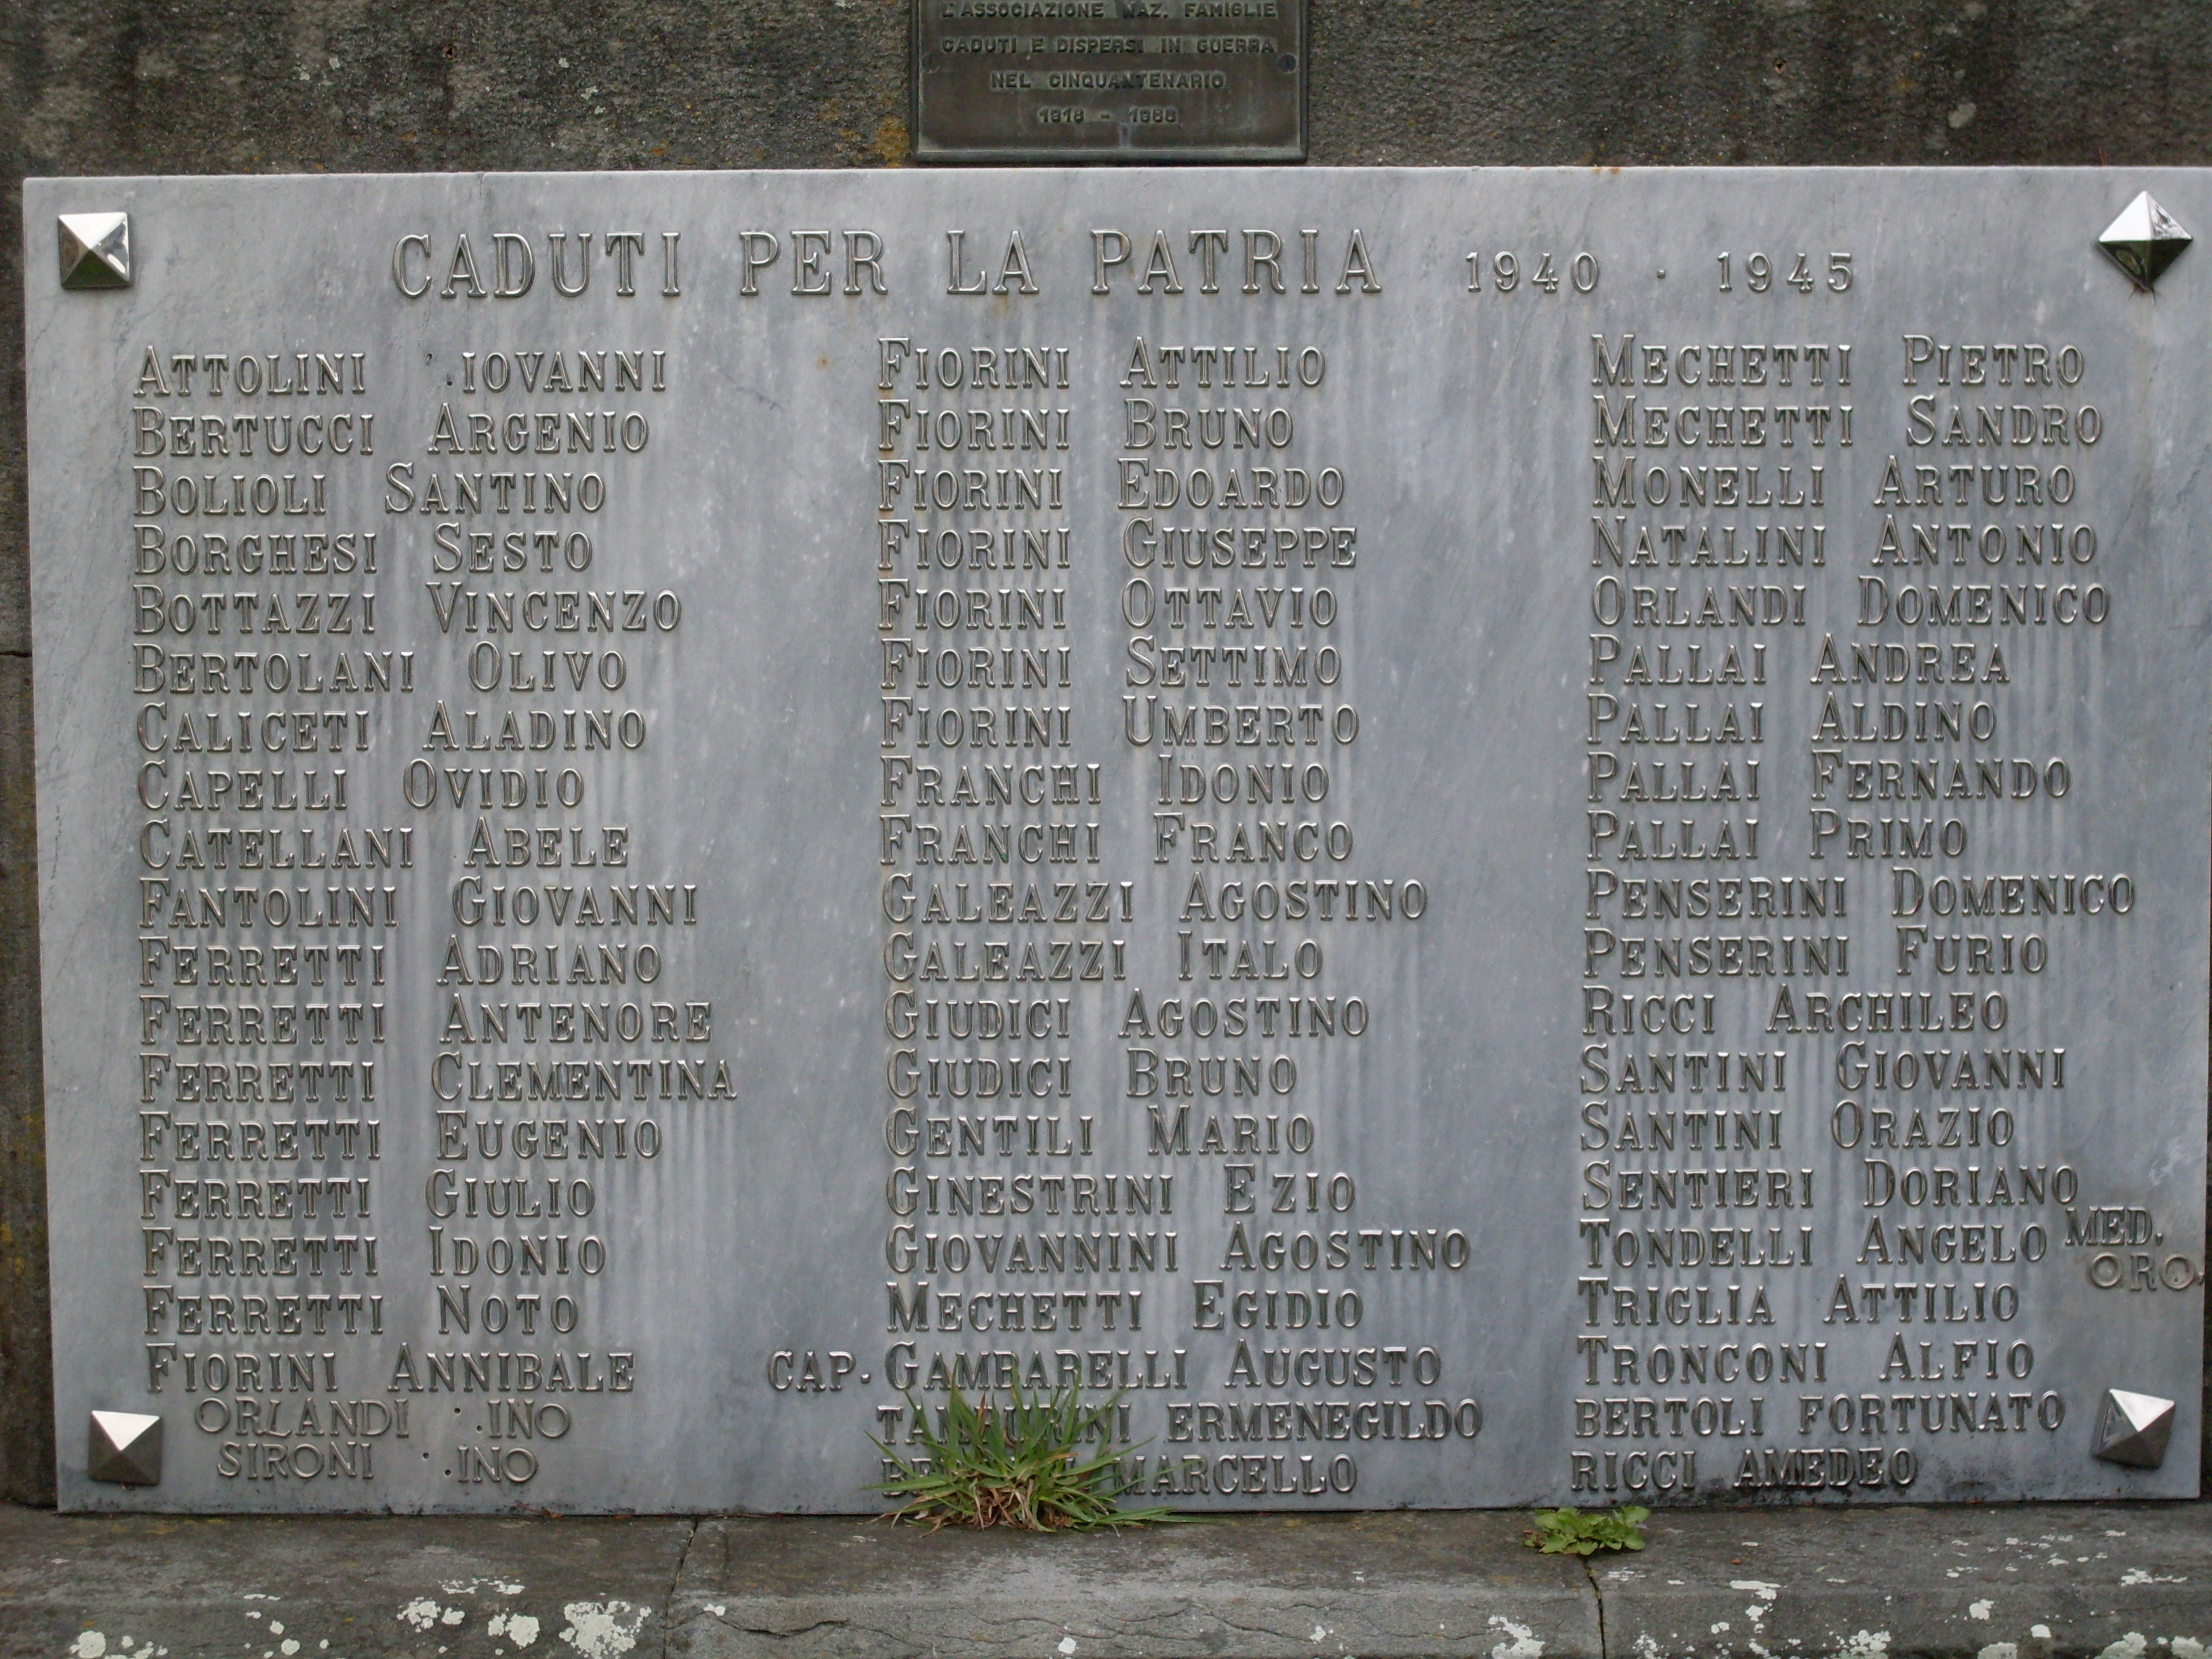 L'ASSOCIAZIONE NAZ. FAMIGLIE
CADUTI E DISPERSI IN GUERRA
NEL CINQUANTENARIO
1918 - 1968
CADUTI PER LA PATRIA 1940 · 1945
ATTOLINI IOVANNI
BERTUCCI ARGENIO
BOLIOLI SANTINO
BORGHESI SESTO
BOTTAZZI VINCENZO
BERTOLANI OLIVO
CALICETI ALADINO
CAPELLI OVIDIO
CATELLANI ABELE
FANTOLINI GIOVANNI
FERRETTI ADRIANO
FERRETTI ANTENORE
FERRETTI CLEMENTINA
FERRETTI EUGENIO
FERRETTI GIULIO
FERRETTI IDONIO
FERRETTI NOTO
FIORINI ANNIBALE
ORLANDI INO
SIRONI INO
FIORINI ATTILIO
FIORINI BRUNO
FIORINI EDOARDO
FIORINI GIUSEPPE
FIORINI OTTAVIO
FIORINI SETTIMO
FIORINI UMBERTO
FRANCHI IDONIO
FRANCHI FRANCO
GALEAZZI AGOSTINO
GALEAZZI ITALO
GIUDICI AGOSTINO
GIUDICI BRUNO
GENTILI MARIO
GINESTRINI EZIO
GIOVANNINI AGOSTINO
MECHETTI EGIDIO
CAP. GAMBARELLI AUGUSTO
ERMENEGILDO
MARCELLO
MECHETTI PIETRO
MECHETTI SANDRO
MONELLI ARTURO
NATALINI ANTONIO
ORLANDI DOMENICO
PALLAI ANDREA
PALLAI ALDINO
PALLAI FERNANDO
PALLAI PRIMO
PENSERINI DOMENICO
PENSERINI FURIO
RICCI ARCHILEO
SANTINI GIOVANNI
SANTINI ORAZIO
SENTIERI DORIANO
TONDELLI ANGELO MED.
ORO.
TRIGLIA ATTILIO
TRONCONI ALFIO
BERTOLI FORTUNATO
RICCI AMEDEO